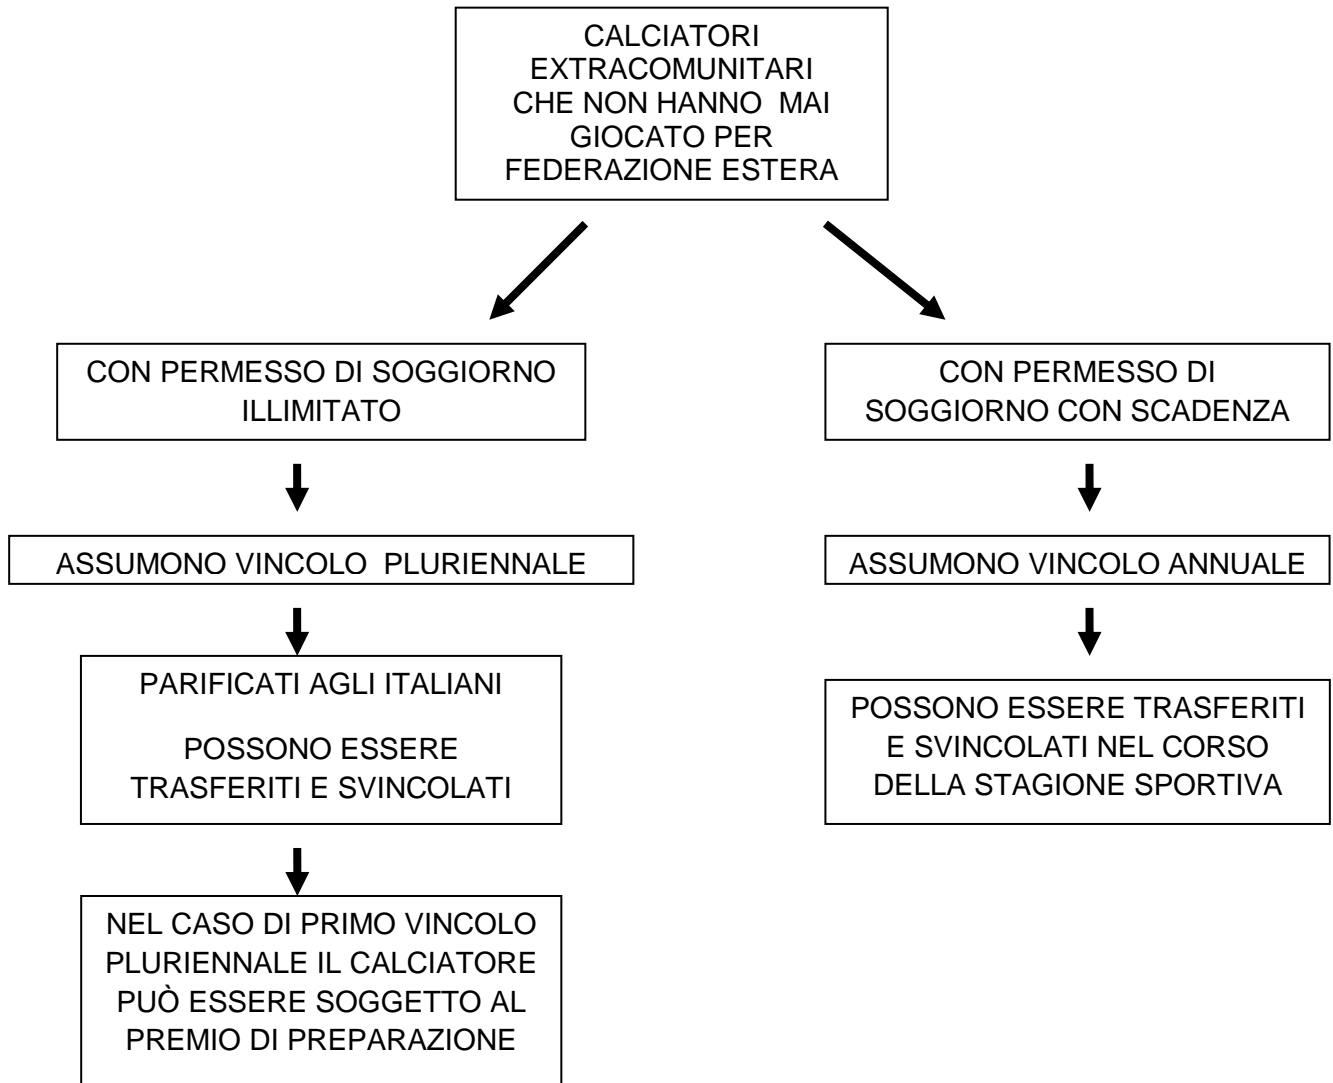 CALCIATORI
EXTRACOMUNITARI
CHE NON HANNO MAI
GIOCATO PER
FEDERAZIONE ESTERA
CON PERMESSO DI SOGGIORNO
ILLIMITATO
CON PERMESSO DI
SOGGIORNO CON SCADENZA
ASSUMONO VINCOLO PLURIENNALE
ASSUMONO VINCOLO ANNUALE
PARIFICATI AGLI ITALIANI
POSSONO ESSERE
TRASFERITI E SVINCOLATI
POSSONO ESSERE TRASFERITI
E SVINCOLATI NEL CORSO
DELLA STAGIONE SPORTIVA
NEL CASO DI PRIMO VINCOLO
PLURIENNALE IL CALCIATORE
PUÒ ESSERE SOGGETTO AL
PREMIO DI PREPARAZIONE